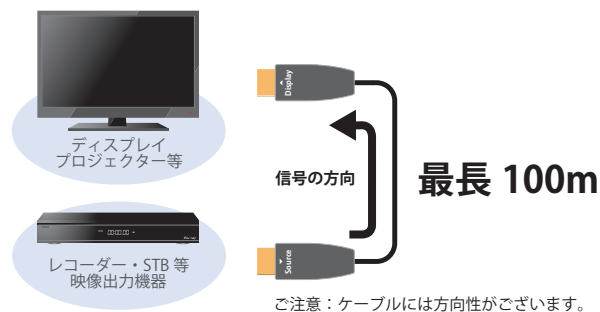 ディスプレイ
プロジェクター等
Display
信号の方向
最長 100m
レコーダー・STB 等
映像出力機器
Source
ご注意：ケーブルには方向性がございます。